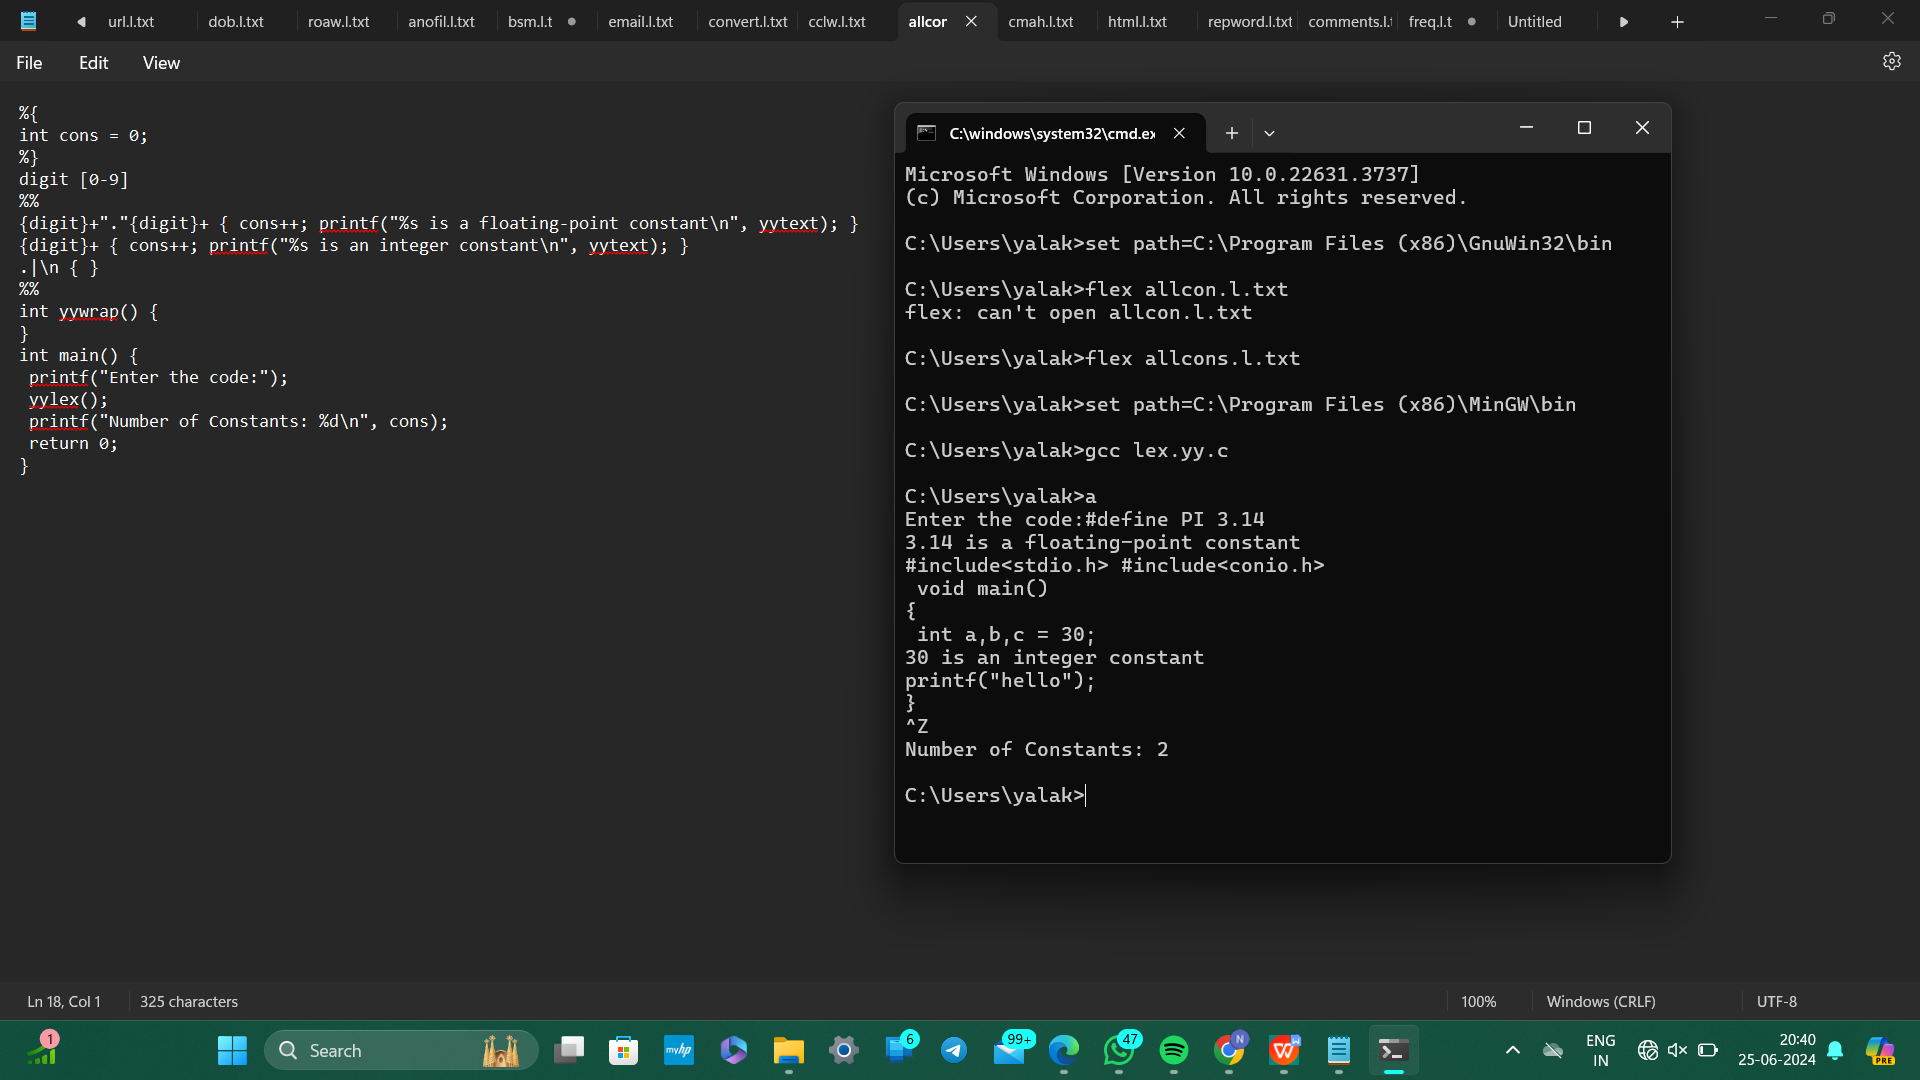 url.l.txt
dob.l.txt
roaw.l.txt
anofil.l.txt
bsm.l.t
email.l.txt
convert.l.txt
cclw.l.txt
allcor
cmah.l.txt
html.l.txt
repword.l.txt
comments.l.
freq.l.t
Untitled
File Edit View
%{
int cons = 0;
%}
digit [0-9]
%%
{digit}+"."{digit}+ { cons++; printf("%s is a floating-point constant\n", yytext); }
{digit}+ { cons++; printf("%s is an integer constant\n", yytext); }
.|\n { }
%%
int yywrap() {
}
int main() {
printf("Enter the code:");
yylex();
printf("Number of Constants: %d\n", cons);
return 0;
}
C:\windows\system32\cmd.ex
Microsoft Windows [Version 10.0.22631.3737]
(c) Microsoft Corporation. All rights reserved.
C:\Users\yalak>set path=C:\Program Files (x86)\GnuWin32\bin
C:\Users\yalak>flex allcon.l.txt
flex: can't open allcon.l.txt
C:\Users\yalak>flex allcons.l.txt
C:\Users\yalak>set path=C:\Program Files (x86)\MinGW\bin
C:\Users\yalak>gcc lex.yy.c
C:\Users\yalak>a
Enter the code:#define PI 3.14
3.14 is a floating-point constant
#include<stdio.h> #include<conio.h>
void main()
{
int a,b,c = 30;
30 is an integer constant
printf("hello");
}
^Z
Number of Constants: 2
C:\Users\yalak>
Ln 18, Col 1
325 characters
100%
Windows (CRLF)
UTF-8
1
Search
myhp
6
99+
47
N
W
ENG
IN
20:40
25-06-2024
PRE